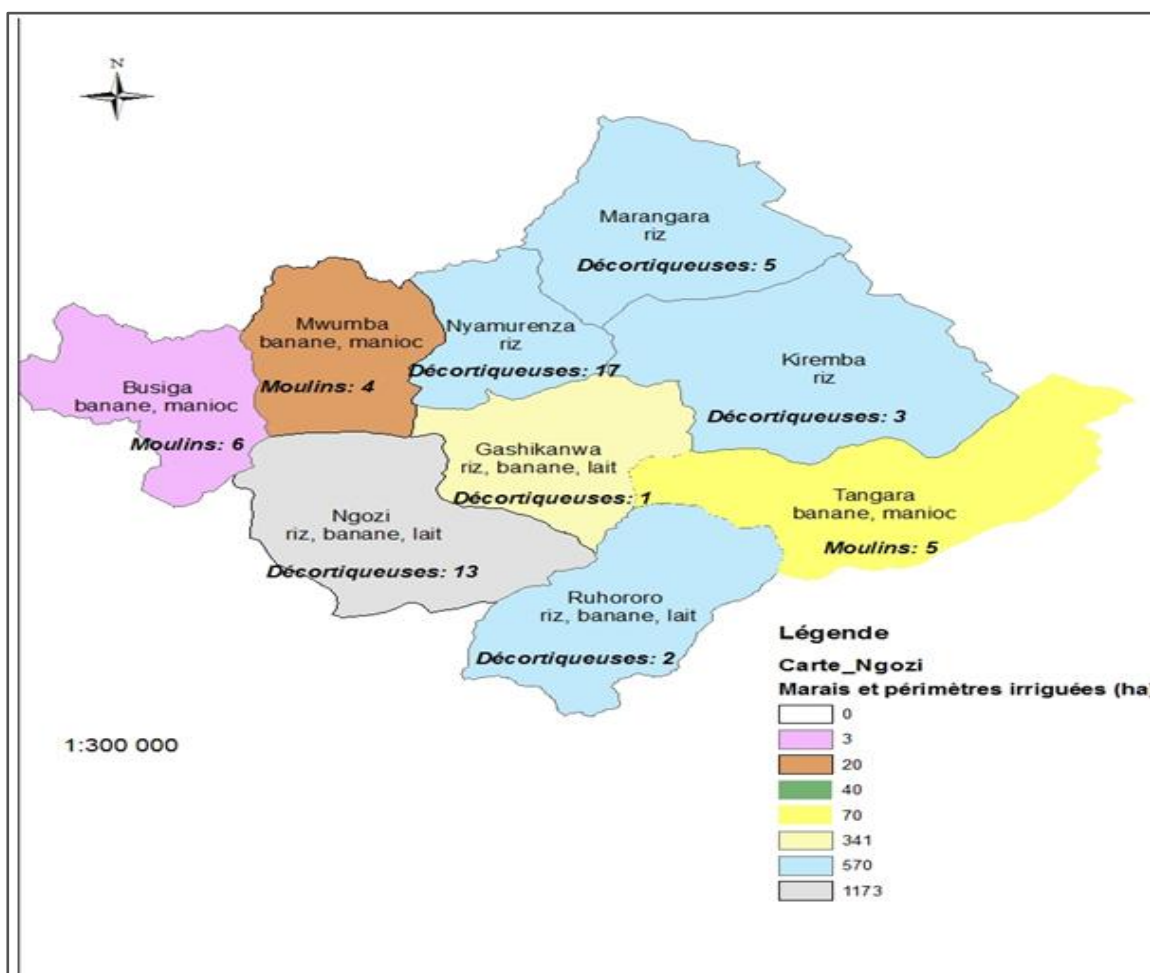 N
Marangara
riz
Décortiqueuses: 5
Mwumba
banane, manioc
Moulins: 4
Nyamurenza
riz
Décortiqueuses: 17
Kiremba
riz
Décortiqueuses: 3
Busiga
banane, manioc
Moulins: 6
Gashikanwa
riz, banane, lait
Décortiqueuses: 1
Tangara
banane, manioc
Moulins: 5
Ngozi
riz, banane, lait
Décortiqueuses: 13
Ruhororo
riz, banane, lait
Décortiqueuses: 2
1:300 000
Légende
Carte_Ngozi
Marais et périmètres irriguées (ha)
0
3
20
40
70
341
570
1173